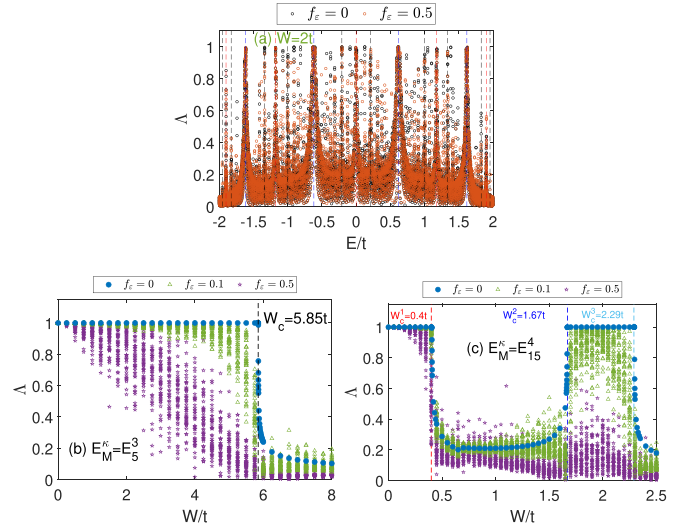 f_ε = 0 f_ε = 0.5
(a) W=2t
Λ
1
0.8
0.6
0.4
0.2
0
-2 -1.5 -1 -0.5 0 0.5 1 1.5 2
E/t
f_ε = 0 f_ε = 0.1 f_ε = 0.5
W_c=5.85t
Λ
1
0.8
0.6
0.4
0.2
0
(b) E_M^κ=E_5^3
0 2 4 6 8
W/t
f_ε = 0 f_ε = 0.1 f_ε = 0.5
W_c^1=0.4t W_c^2=1.67t W_c^3=2.29t
(c) E_M^κ=E_15^4
Λ
1
0.8
0.6
0.4
0.2
0
0 0.5 1 1.5 2 2.5
W/t